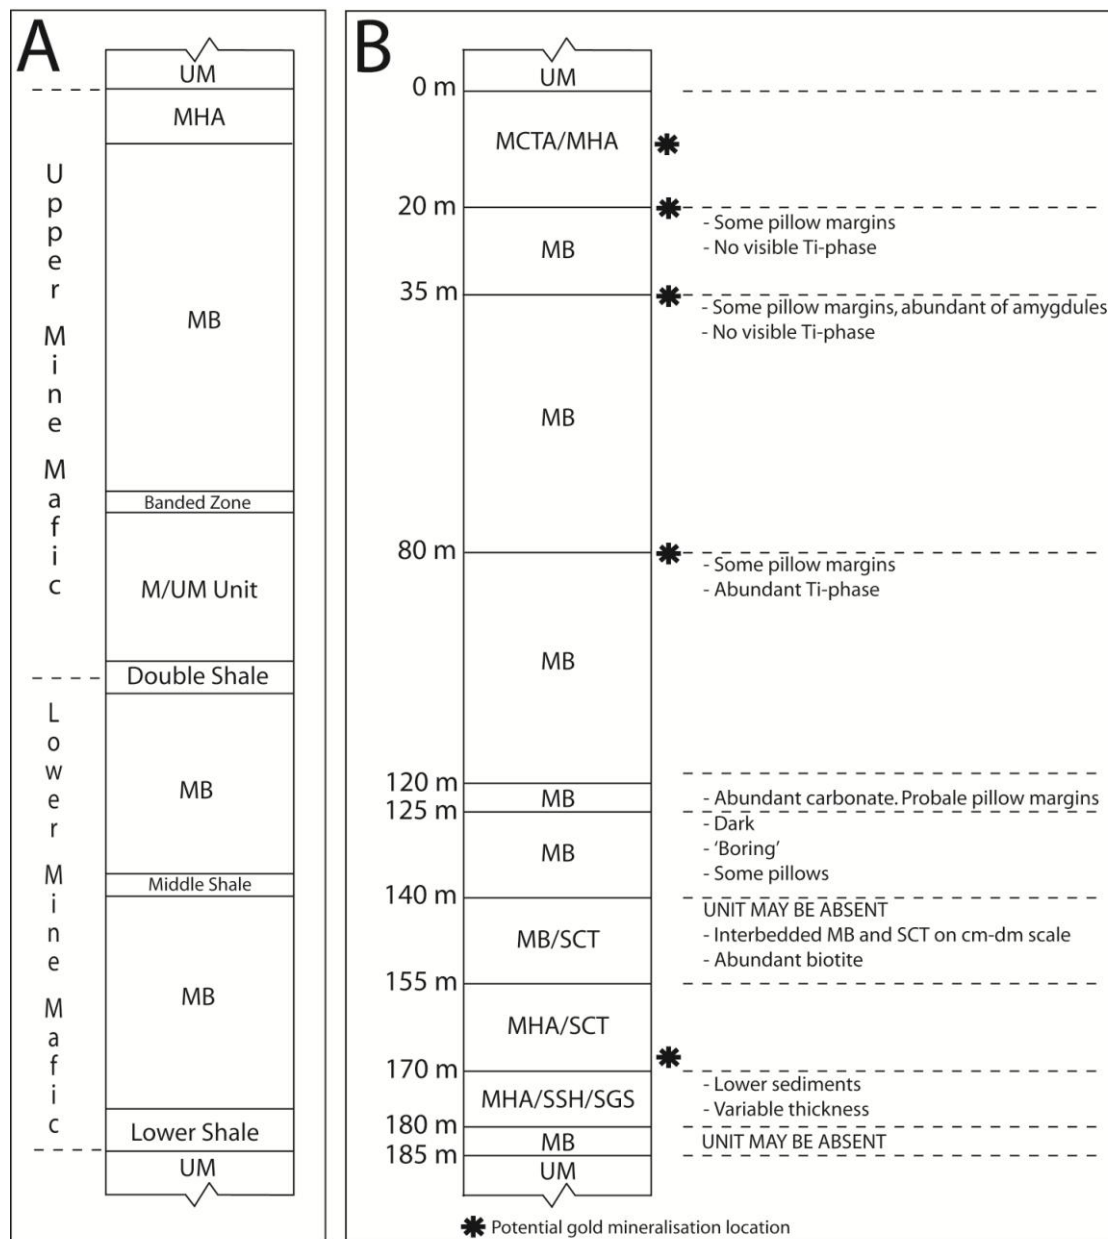 A
UM
MHA
Upper Mine Mafic
MB
Banded Zone
M/UM Unit
Double Shale
Lower Mine Mafic
MB
Middle Shale
MB
Lower Shale
UM
B
UM
0 m
MCTA/MHA
20 m
- Some pillow margins
- No visible Ti-phase
MB
35 m
- Some pillow margins, abundant of amygdules
- No visible Ti-phase
MB
80 m
- Some pillow margins
- Abundant Ti-phase
MB
120 m
MB
- Abundant carbonate. Probale pillow margins
125 m
- Dark
- 'Boring'
- Some pillows
MB
140 m
UNIT MAY BE ABSENT
- Interbedded MB and SCT on cm-dm scale
- Abundant biotite
MB/SCT
155 m
MHA/SCT
170 m
- Lower sediments
- Variable thickness
MHA/SSH/SGS
180 m
MB
UNIT MAY BE ABSENT
185 m
UM
Potential gold mineralisation location